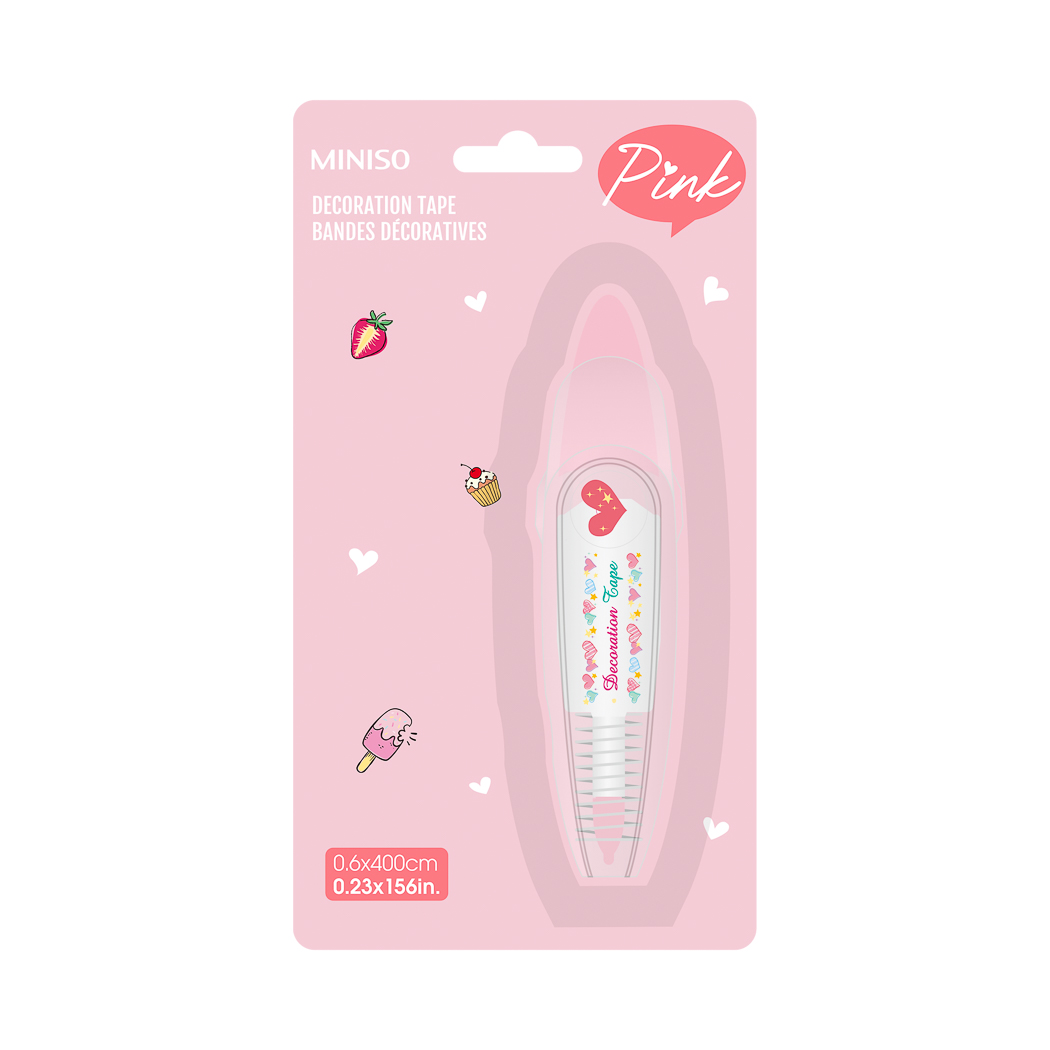 MINISO
DECORATION TAPE
BANDES DÉCORATIVES
Pink
Decoration Tape
0.6x400cm
0.23x156in.